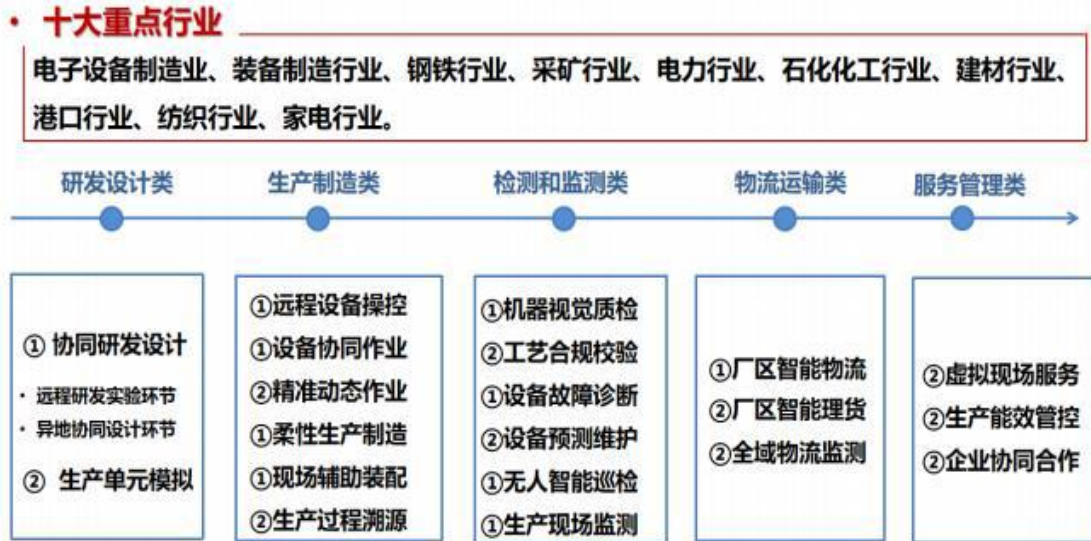 • 十大重点行业
电子设备制造业、装备制造行业、钢铁行业、采矿行业、电力行业、石化化工行业、建材行业、
港口行业、纺织行业、家电行业。
研发设计类
生产制造类
检测和监测类
物流运输类
服务管理类
① 协同研发设计
• 远程研发实验环节
• 异地协同设计环节
② 生产单元模拟
①远程设备操控
①设备协同作业
②精准动态作业
①柔性生产制造
①现场辅助装配
②生产过程溯源
①机器视觉质检
②工艺合规校验
①设备故障诊断
②设备预测维护
①无人智能巡检
①生产现场监测
①厂区智能物流
②厂区智能理货
②全域物流监测
②虚拟现场服务
②生产能效管控
②企业协同合作